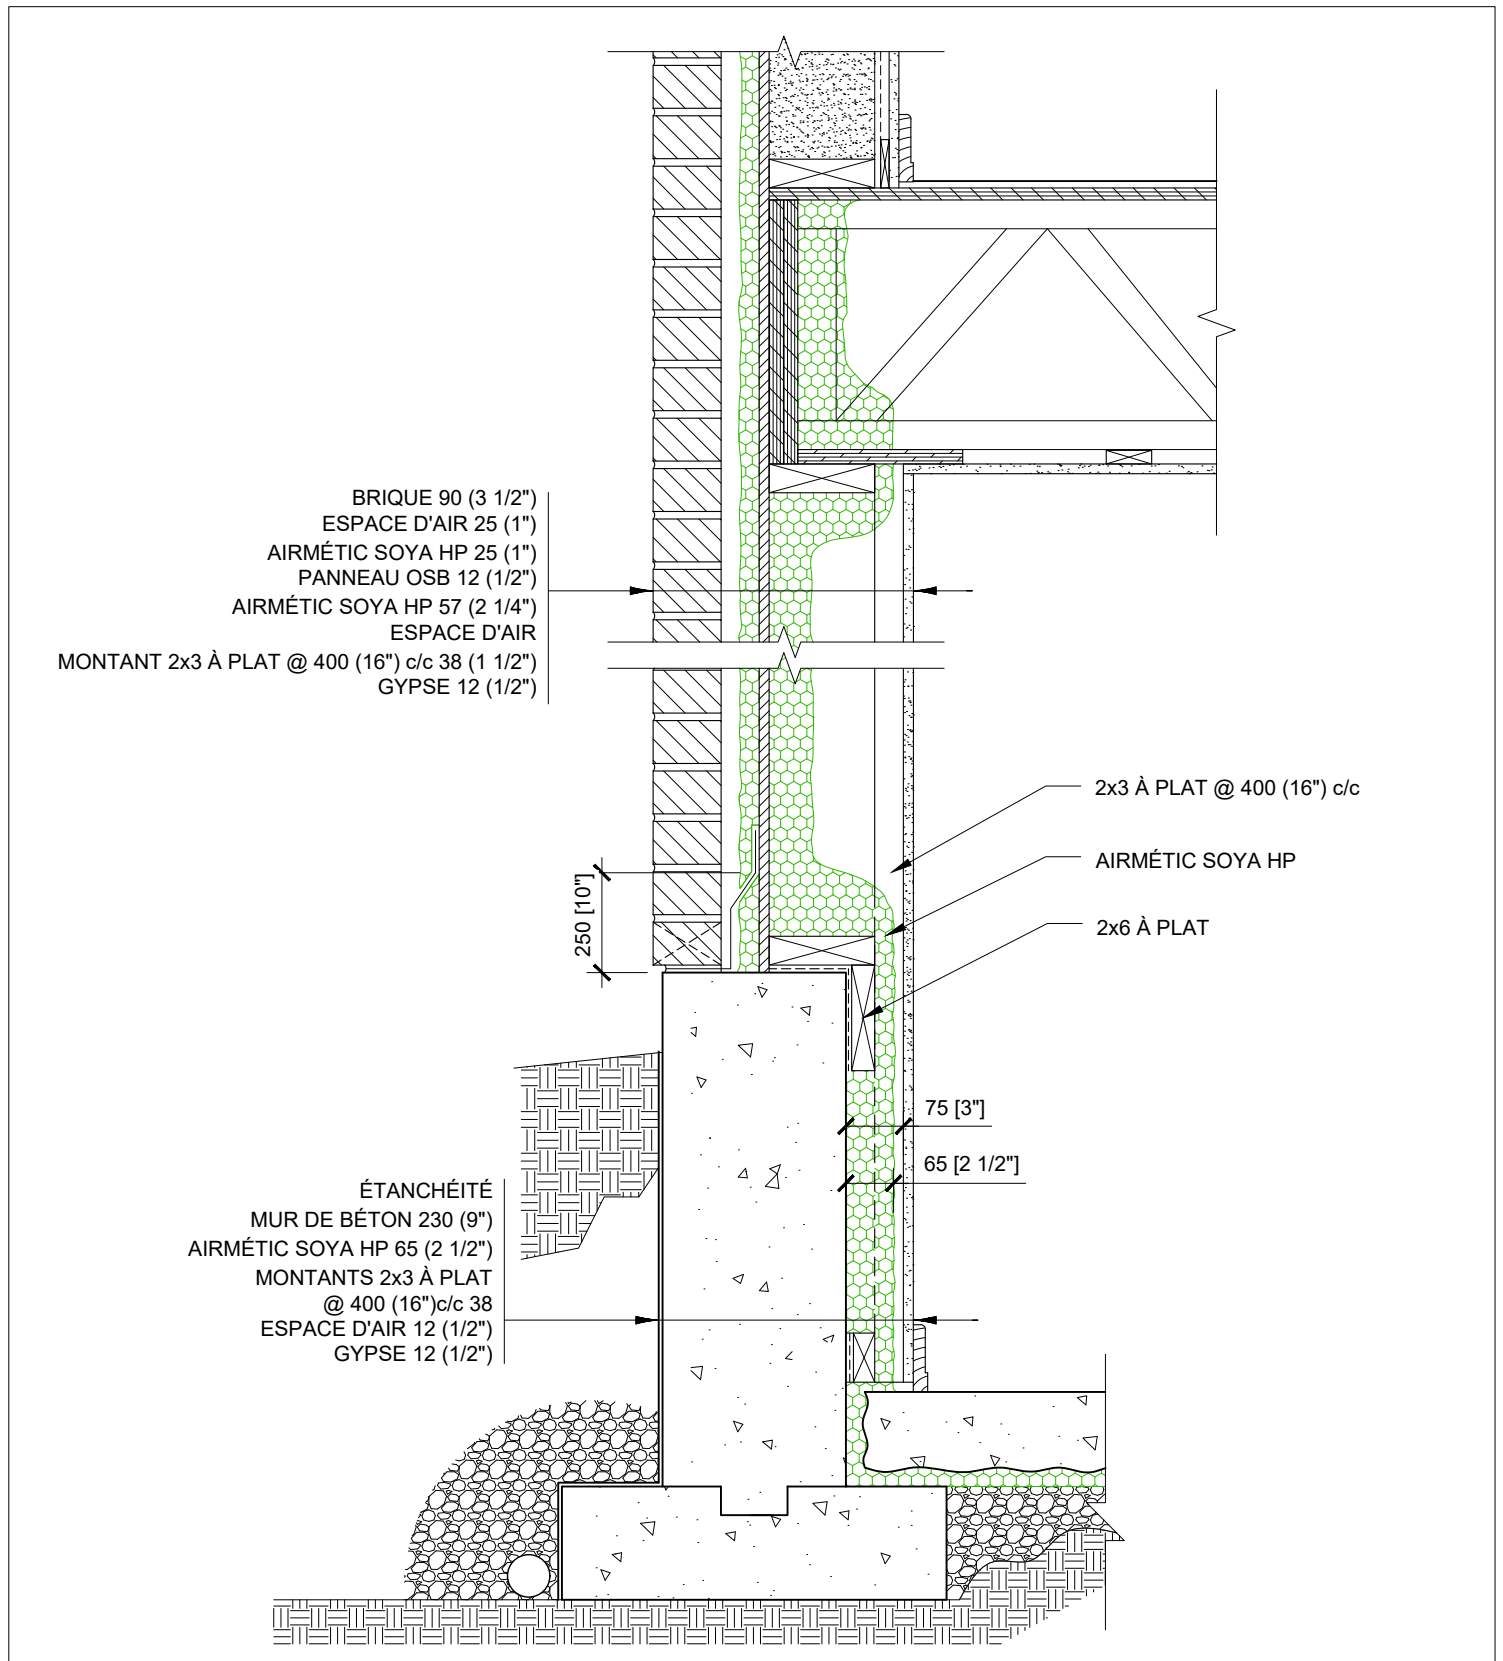 BRIQUE 90 (3 1/2")
ESPACE D'AIR 25 (1")
AIRMÉTIC SOYA HP 25 (1")
PANNEAU OSB 12 (1/2")
AIRMÉTIC SOYA HP 57 (2 1/4")
ESPACE D'AIR
MONTANT 2x3 À PLAT @ 400 (16") c/c 38 (1 1/2")
GYPSE 12 (1/2")
2x3 À PLAT @ 400 (16") c/c
AIRMÉTIC SOYA HP
2x6 À PLAT
250 [10"]
75 [3"]
65 [2 1/2"]
ÉTANCHÉITÉ
MUR DE BÉTON 230 (9")
AIRMÉTIC SOYA HP 65 (2 1/2")
MONTANTS 2x3 À PLAT
@ 400 (16")c/c 38
ESPACE D'AIR 12 (1/2")
GYPSE 12 (1/2")